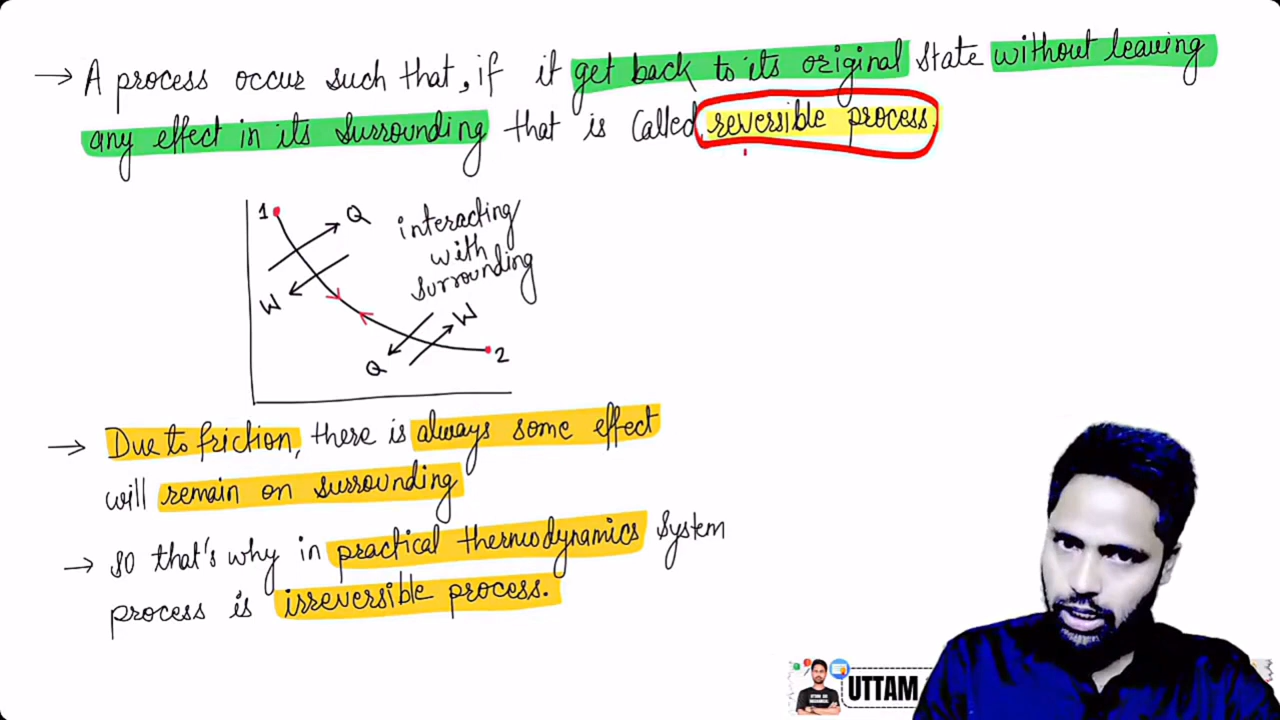 → A process occur such that, if it get back to its original state without leaving
any effect in its surrounding that is called reversible process.
1
Q
interacting
with
surrounding
W
W
Q
2
→ Due to friction, there is always some effect
will remain on surrounding
→ so that's why in practical thermodynamics system
process is irreversible process.
UTTAM